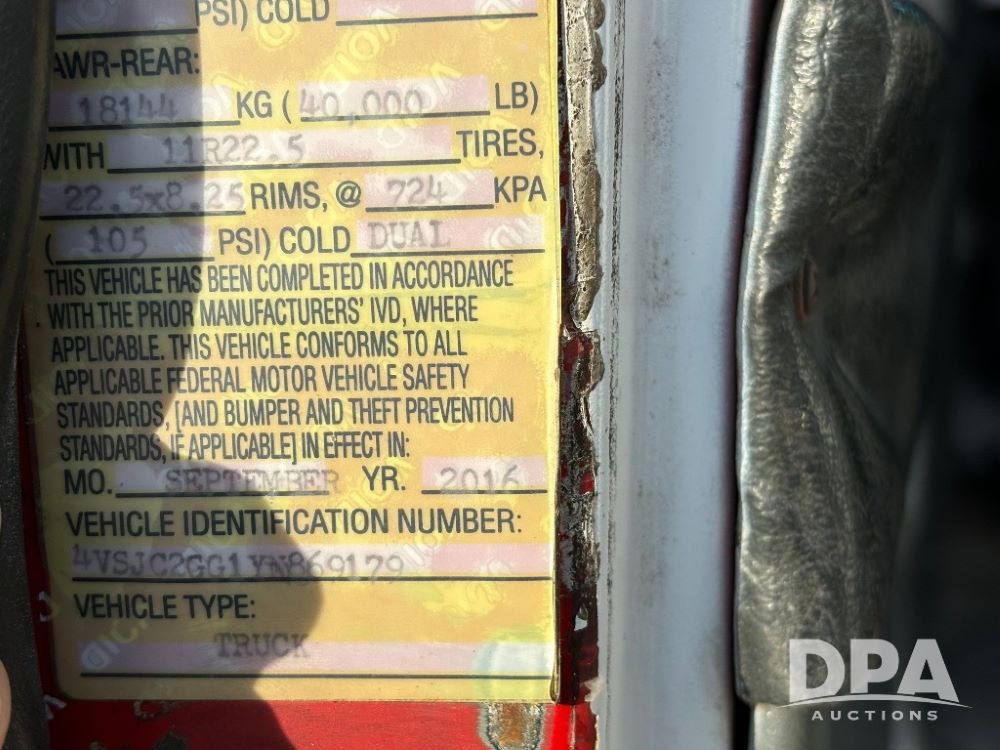 PSI) COLD
AWR-REAR:
18144 KG ( 40,000 LB)
WITH 11R22.5 TIRES,
22.5x8.25 RIMS, @ 724 KPA
( 105 PSI) COLD DUAL
THIS VEHICLE HAS BEEN COMPLETED IN ACCORDANCE
WITH THE PRIOR MANUFACTURERS' IVD, WHERE
APPLICABLE. THIS VEHICLE CONFORMS TO ALL
APPLICABLE FEDERAL MOTOR VEHICLE SAFETY
STANDARDS, [AND BUMPER AND THEFT PREVENTION
STANDARDS, IF APPLICABLE] IN EFFECT IN:
MO. SEPTEMBER YR. 2016
VEHICLE IDENTIFICATION NUMBER:
4VSJC2GG1YN869179
VEHICLE TYPE:
TRUCK
DPA
AUCTIONS